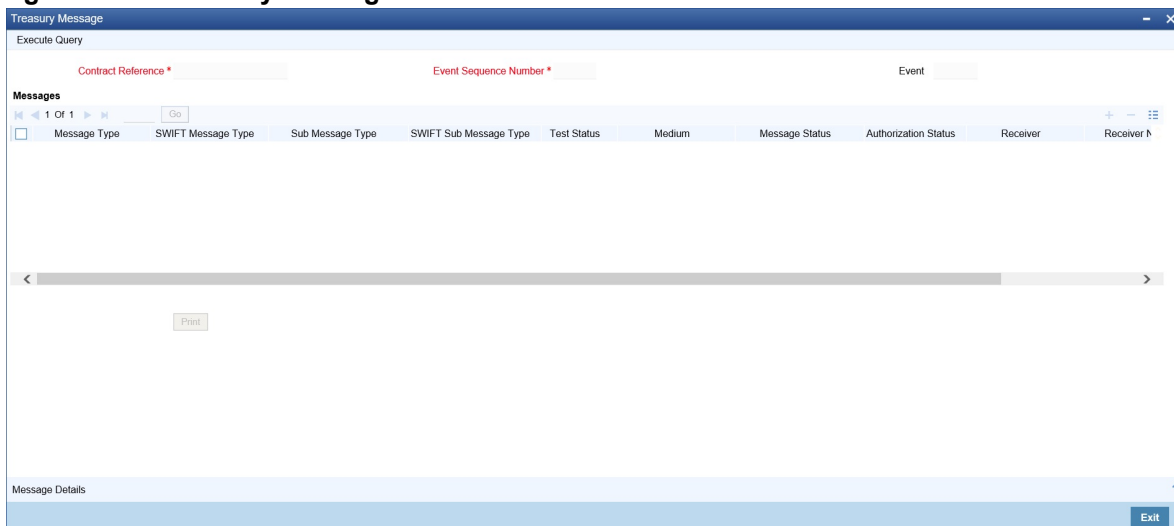 Treasury Message
Execute Query
Contract Reference * Event Sequence Number * Event
Messages
1 Of 1 Go
Message Type SWIFT Message Type Sub Message Type SWIFT Sub Message Type Test Status Medium Message Status Authorization Status Receiver Receiver
Print
Message Details
Exit